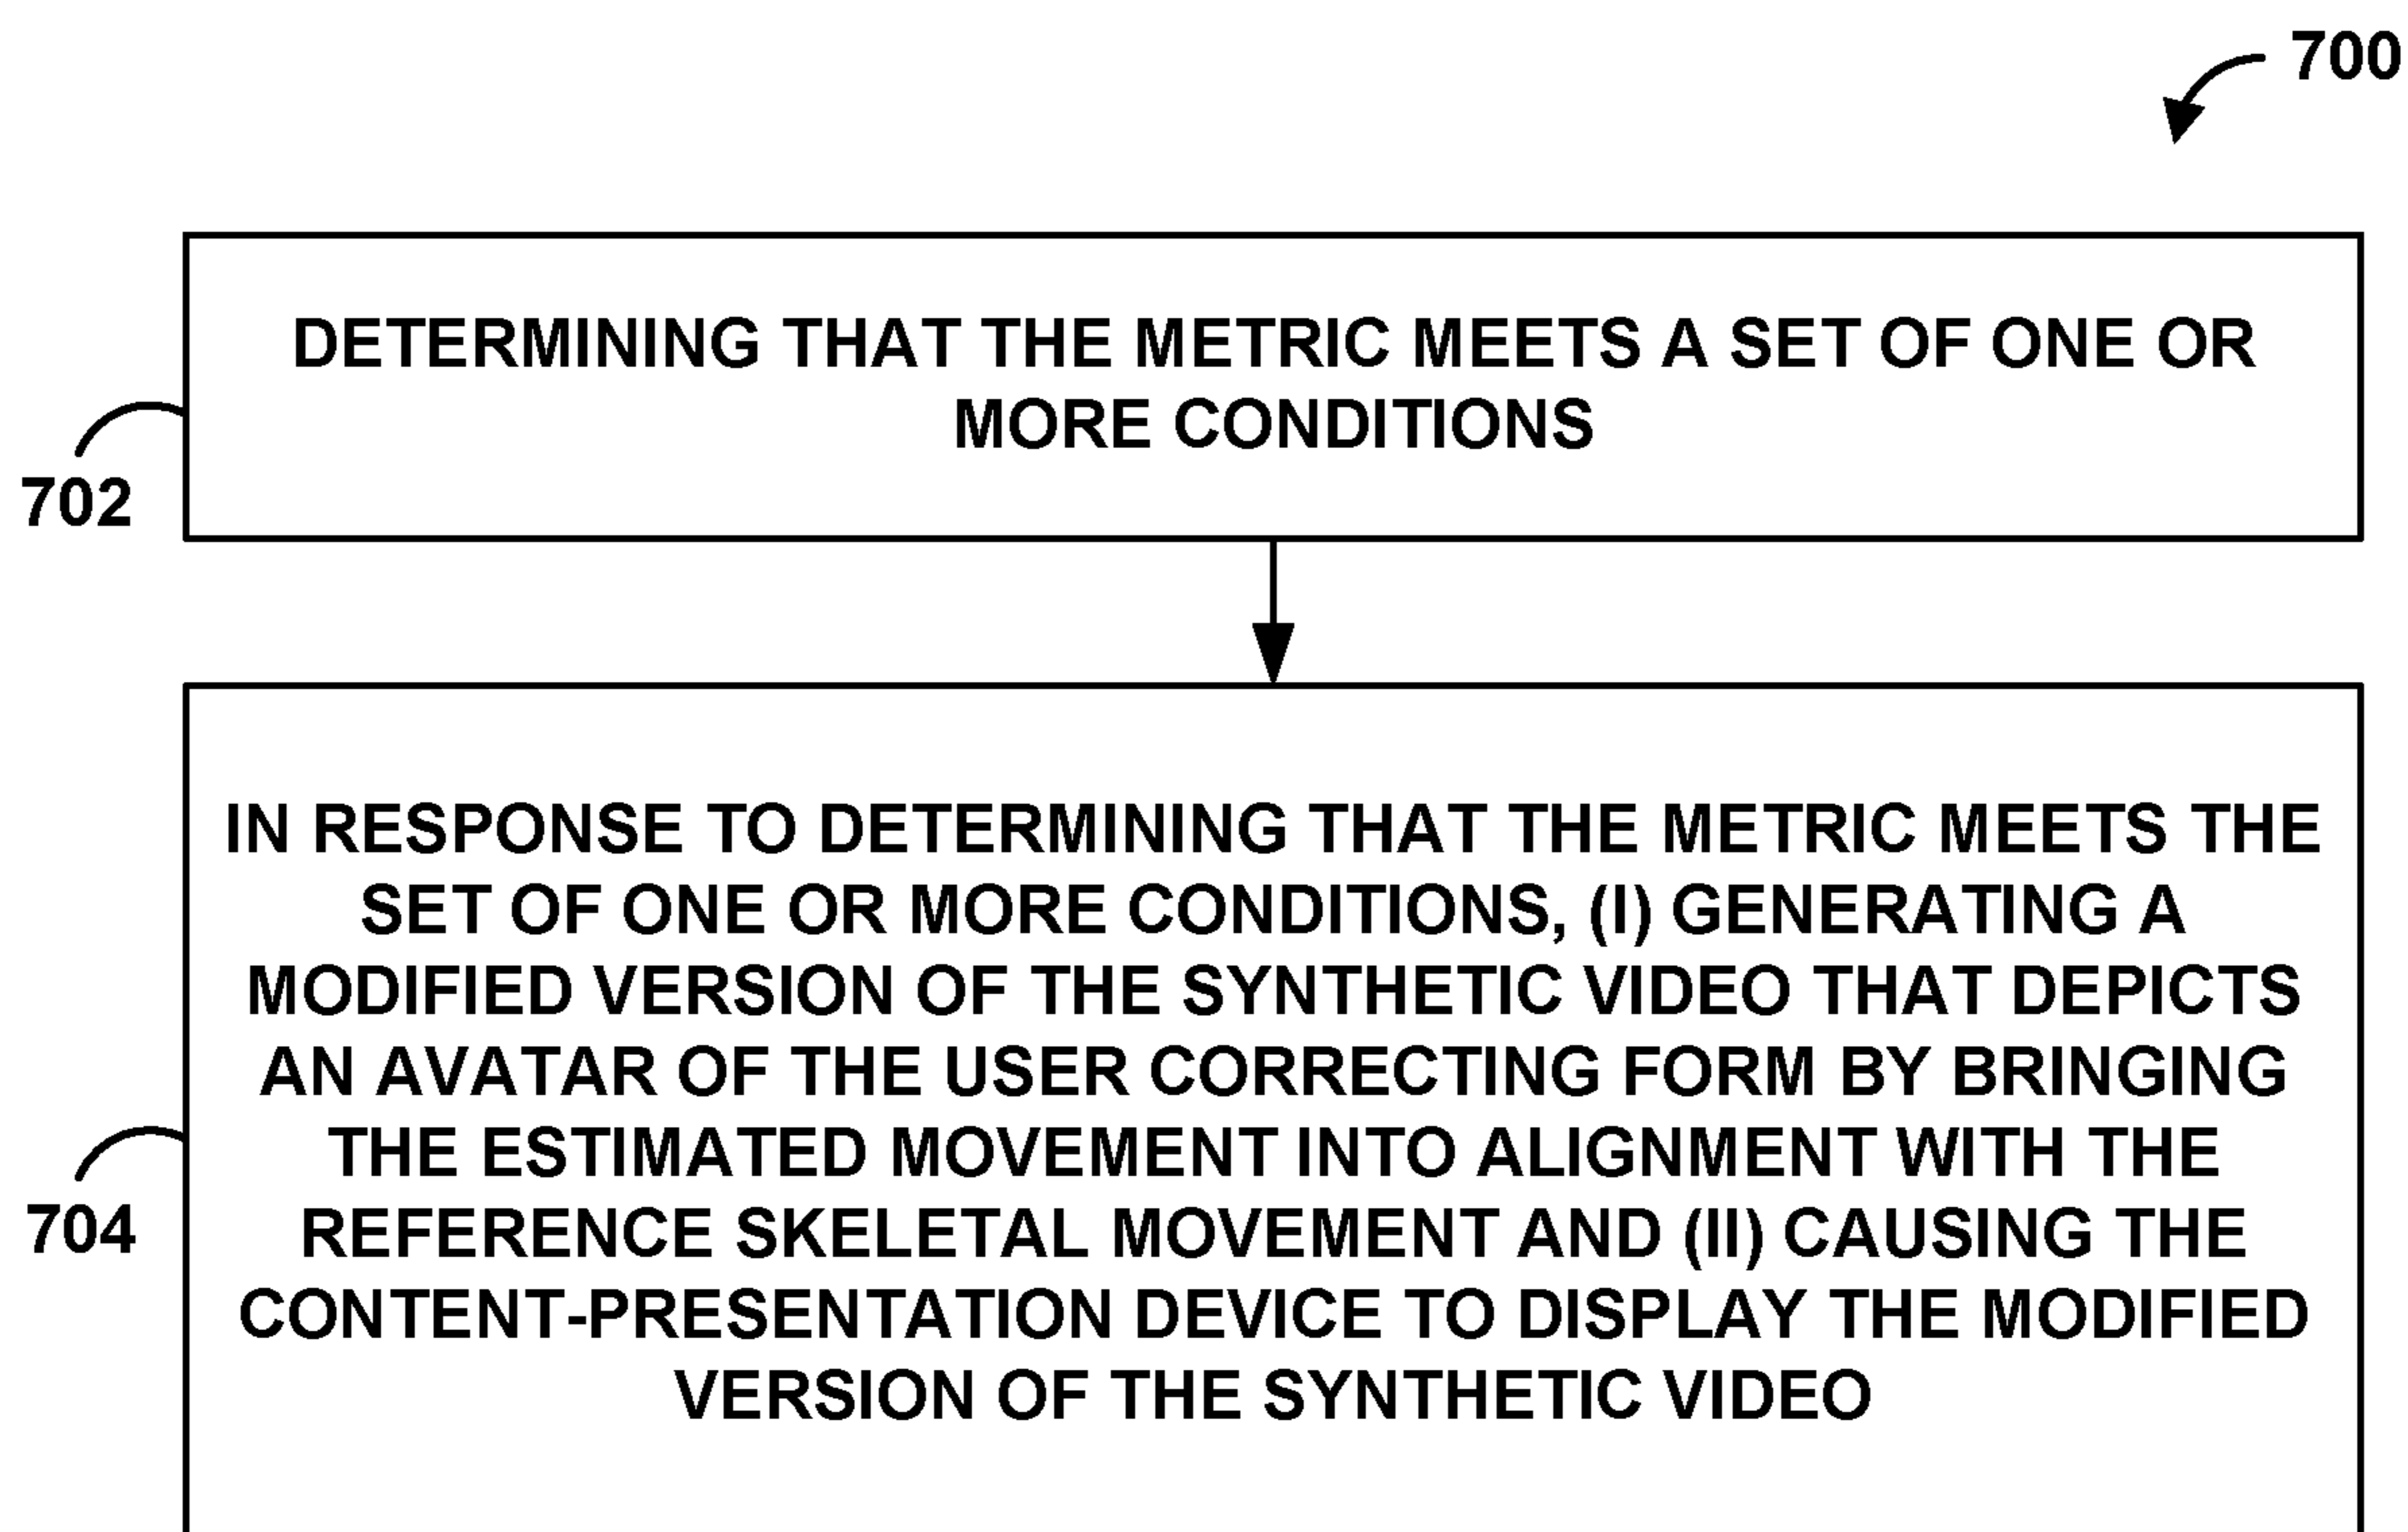 700
DETERMINING THAT THE METRIC MEETS A SET OF ONE OR
MORE CONDITIONS
702
IN RESPONSE TO DETERMINING THAT THE METRIC MEETS THE
SET OF ONE OR MORE CONDITIONS, (I) GENERATING A
MODIFIED VERSION OF THE SYNTHETIC VIDEO THAT DEPICTS
AN AVATAR OF THE USER CORRECTING FORM BY BRINGING
THE ESTIMATED MOVEMENT INTO ALIGNMENT WITH THE
REFERENCE SKELETAL MOVEMENT AND (II) CAUSING THE
CONTENT-PRESENTATION DEVICE TO DISPLAY THE MODIFIED
VERSION OF THE SYNTHETIC VIDEO
704